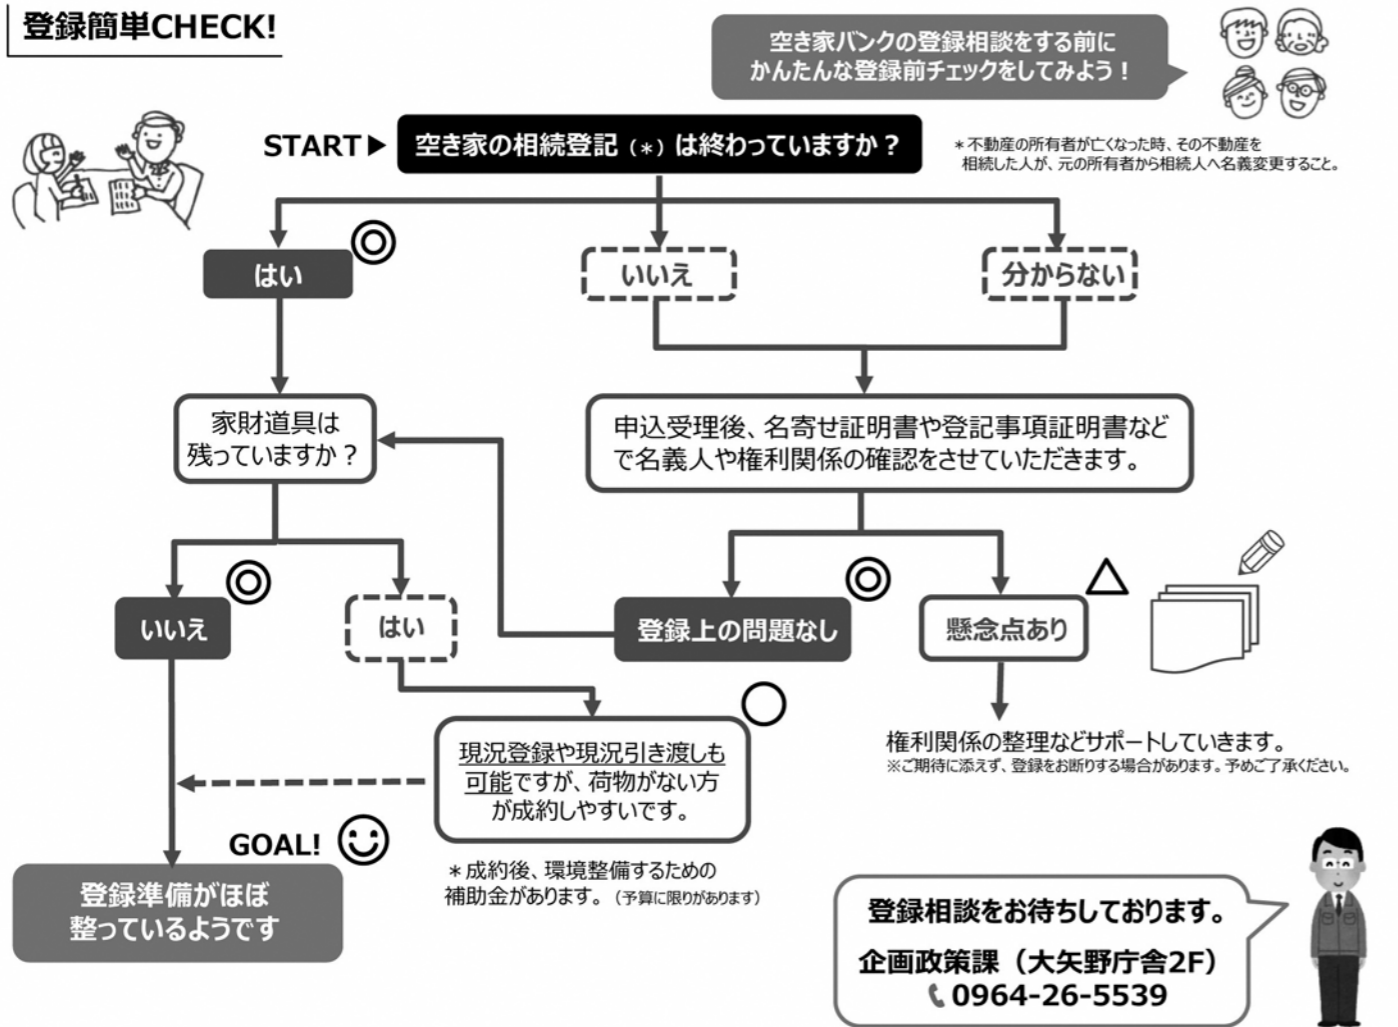 登録簡単CHECK!
空き家バンクの登録相談をする前に
かんたんな登録前チェックをしてみよう！
START▶
空き家の相続登記（＊）は終わっていますか？
＊不動産の所有者が亡くなった時、その不動産を
相続した人が、元の所有者から相続人へ名義変更すること。
はい
いいえ
分からない
家財道具は
残っていますか？
申込受理後、名寄せ証明書や登記事項証明書など
で名義人や権利関係の確認をさせていただきます。
いいえ
はい
登録上の問題なし
懸念点あり
現況登録や現況引き渡しも
可能ですが、荷物がない方
が成約しやすいです。
権利関係の整理などサポートしていきます。
※ご期待に添えず、登録をお断りする場合があります。予めご了承ください。
GOAL!
＊成約後、環境整備するための
補助金があります。（予算に限りがあります）
登録準備がほぼ
整っているようです
登録相談をお待ちしております。
企画政策課（大矢野庁舎2F）
0964-26-5539